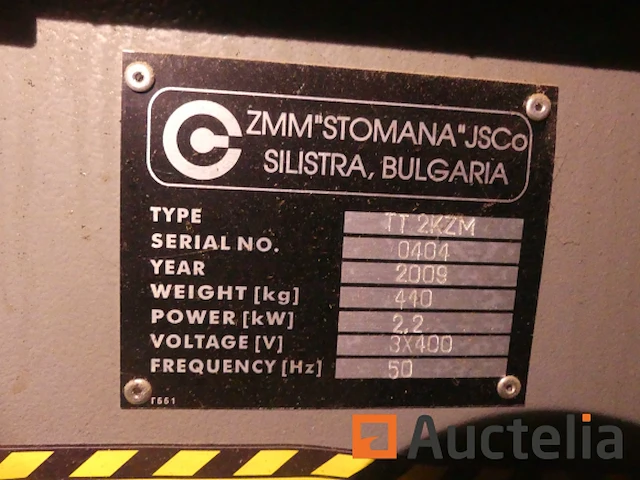 ZMM"STOMANA"JSCo
SILISTRA, BULGARIA
TYPE TT 2KZM
SERIAL NO. 0404
YEAR 2009
WEIGHT [kg] 440
POWER [kW] 2,2
VOLTAGE [V] 3X400
FREQUENCY [Hz] 50
Г551
Auctelia